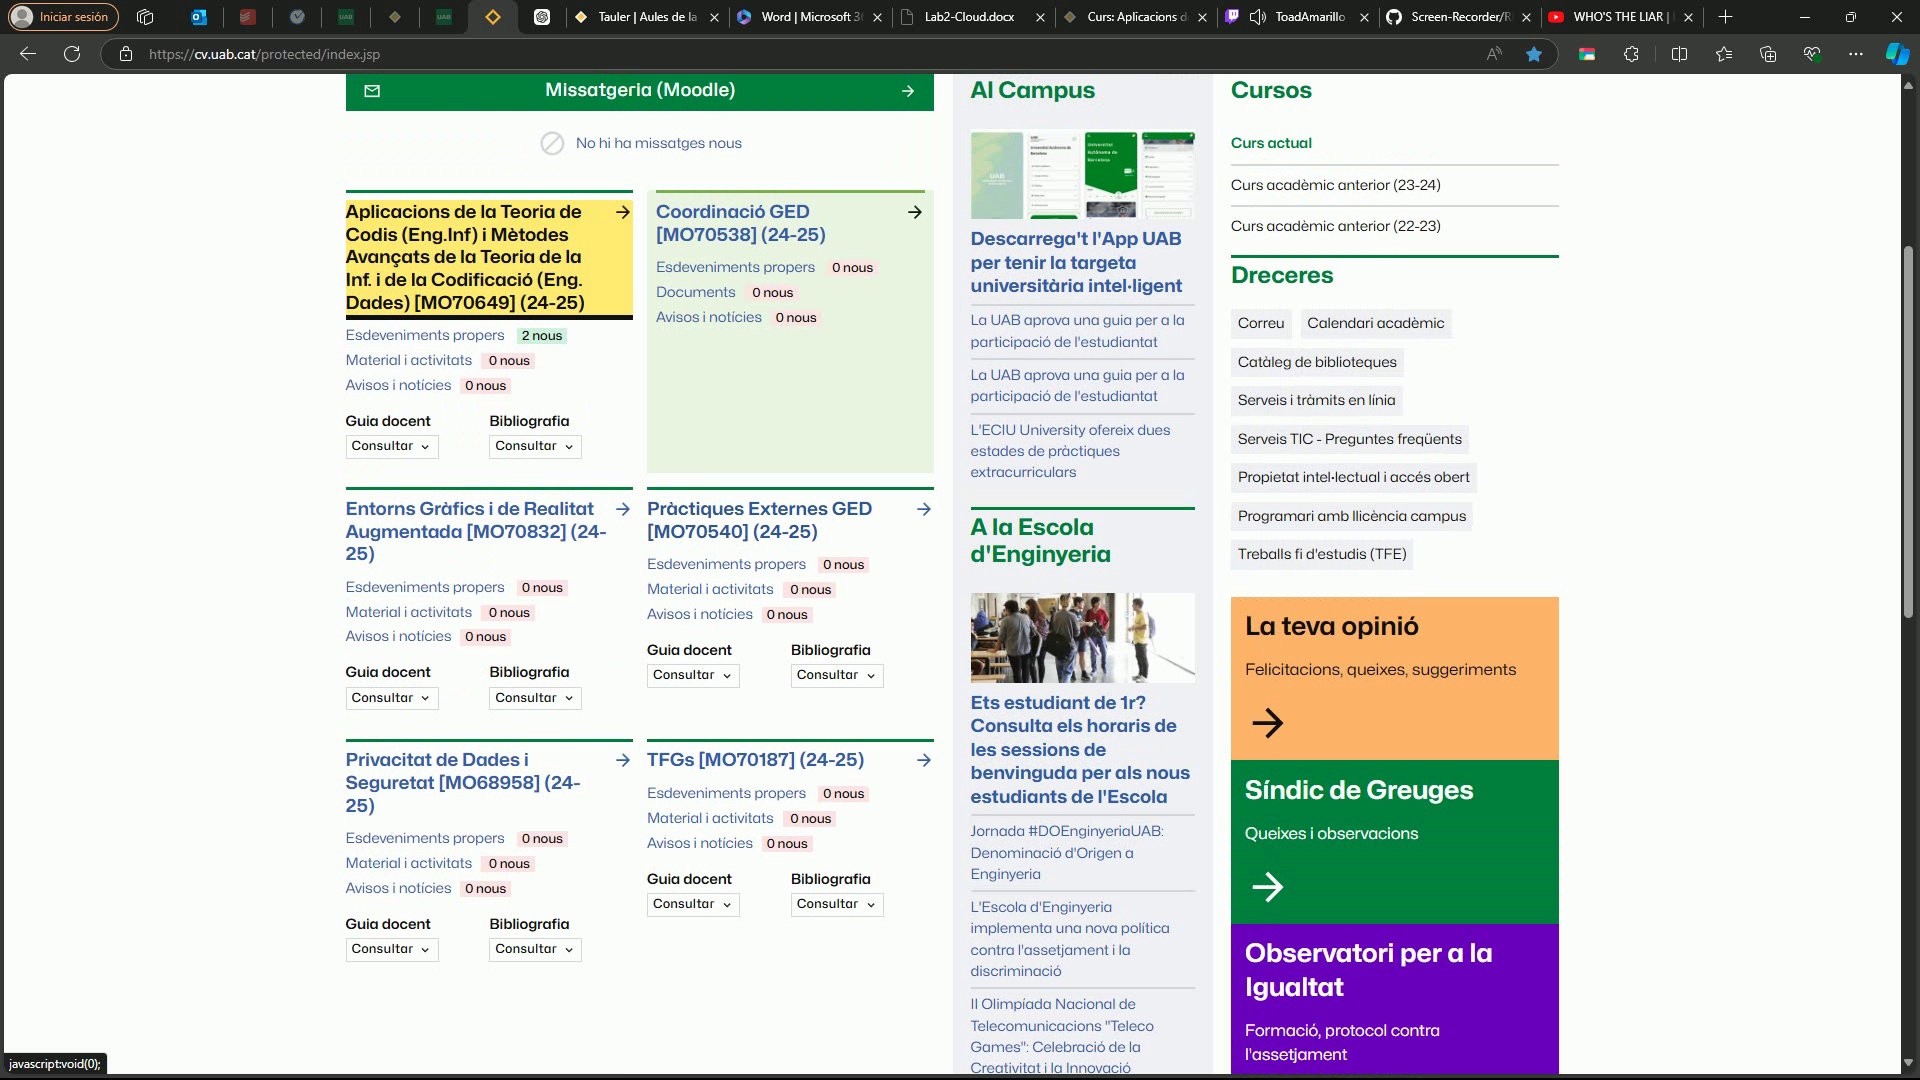 Iniciar sesión
Tauler | Aules de la
Word | Microsoft 3
Lab2-Cloud.docx
Curs: Aplicacions d
ToadAmarillo
Screen-Recorder/R
WHO'S THE LIAR |
https://cv.uab.cat/protected/index.jsp
Missatgeria (Moodle)
No hi ha missatges nous
Aplicacions de la Teoria de
Codis (Eng.Inf) i Mètodes
Avançats de la Teoria de la
Inf. i de la Codificació (Eng.
Dades) [MO70649] (24-25)
Esdeveniments propers 2 nous
Material i activitats 0 nous
Avisos i notícies 0 nous
Guia docent
Bibliografia
Consultar
Consultar
Coordinació GED
[MO70538] (24-25)
Esdeveniments propers 0 nous
Documents 0 nous
Avisos i notícies 0 nous
Entorns Gràfics i de Realitat
Augmentada [MO70832] (24-
25)
Esdeveniments propers 0 nous
Material i activitats 0 nous
Avisos i notícies 0 nous
Guia docent
Bibliografia
Consultar
Consultar
Pràctiques Externes GED
[MO70540] (24-25)
Esdeveniments propers 0 nous
Material i activitats 0 nous
Avisos i notícies 0 nous
Guia docent
Bibliografia
Consultar
Consultar
Privacitat de Dades i
Seguretat [MO68958] (24-
25)
Esdeveniments propers 0 nous
Material i activitats 0 nous
Avisos i notícies 0 nous
Guia docent
Bibliografia
Consultar
Consultar
TFGs [MO70187] (24-25)
Esdeveniments propers 0 nous
Material i activitats 0 nous
Avisos i notícies 0 nous
Guia docent
Bibliografia
Consultar
Consultar
Al Campus
Descarrega't l'App UAB
per tenir la targeta
universitària intel·ligent
La UAB aprova una guia per a la
participació de l'estudiantat
La UAB aprova una guia per a la
participació de l'estudiantat
L'ECIU University ofereix dues
estades de pràctiques
extracurriculars
A la Escola
d'Enginyeria
Ets estudiant de 1r?
Consulta els horaris de
les sessions de
benvinguda per als nous
estudiants de l'Escola
Jornada #DOEnginyeriaUAB:
Denominació d'Origen a
Enginyeria
L'Escola d'Enginyeria
implementa una nova política
contra l'assetjament i la
discriminació
II Olimpíada Nacional de
Telecomunicacions "Teleco
Games": Celebració de la
Creativitat i la Innovació
Cursos
Curs actual
Curs acadèmic anterior (23-24)
Curs acadèmic anterior (22-23)
Dreceres
Correu
Calendari acadèmic
Catàleg de biblioteques
Serveis i tràmits en línia
Serveis TIC - Preguntes freqüents
Propietat intel·lectual i accés obert
Programari amb llicència campus
Treballs fi d'estudis (TFE)
La teva opinió
Felicitacions, queixes, suggeriments
Síndic de Greuges
Queixes i observacions
Observatori per a la
Igualtat
Formació, protocol contra
l'assetjament
javascript:void(0);